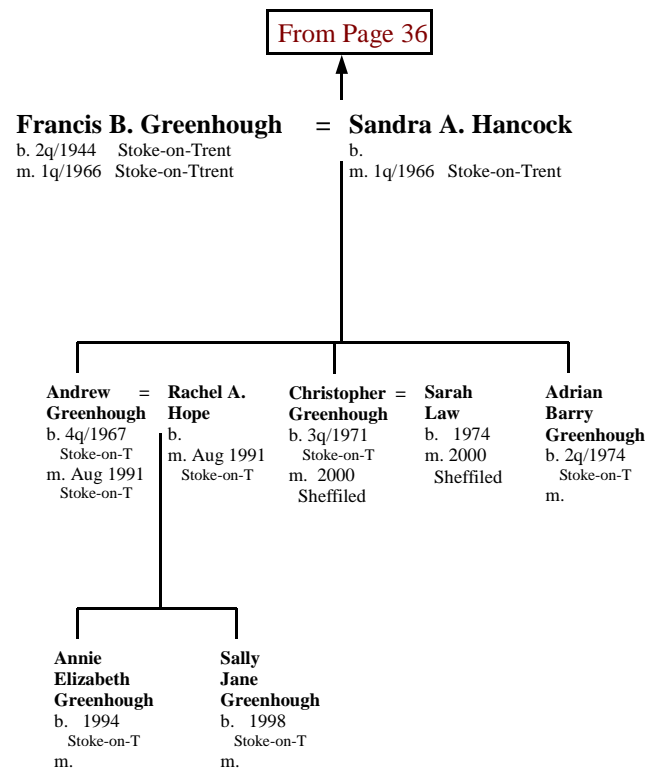 From Page 36
Francis B. Greenhough = Sandra A. Hancock
b. 2q/1944 Stoke-on-Trent
m. 1q/1966 Stoke-on-Ttrent
b.
m. 1q/1966 Stoke-on-Trent
Andrew =
Greenhough
b. 4q/1967
Stoke-on-T
m. Aug 1991
Stoke-on-T
Rachel A.
Hope
b.
m. Aug 1991
Stoke-on-T
Christopher =
Greenhough
b. 3q/1971
Stoke-on-T
m. 2000
Sheffiled
Sarah
Law
b. 1974
m. 2000
Sheffiled
Adrian
Barry
Greenhough
b. 2q/1974
Stoke-on-T
m.
Annie
Elizabeth
Greenhough
b. 1994
Stoke-on-T
m.
Sally
Jane
Greenhough
b. 1998
Stoke-on-T
m.